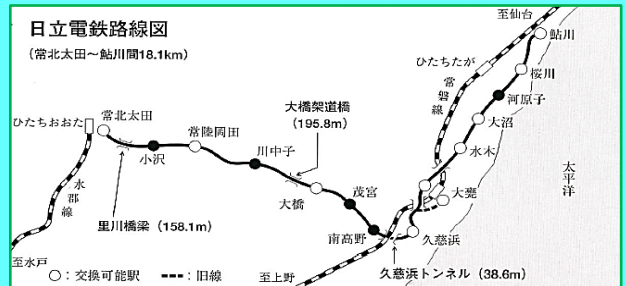 日立電鉄路線図
(常北太田〜鮎川間18.1km)
至仙台
鮎川
ひたちたが
桜川
常磐線
河原子
大橋架道橋
(195.8m)
大沼
ひたちおおた
常北太田
常陸岡田
水木
小沢
川中子
太平洋
水郡線
大橋
茂宮
大甕
里川橋梁(158.1m)
南高野
久慈浜
至水戸
○:交換可能駅
:旧線
至上野
久慈浜トンネル(38.6m)